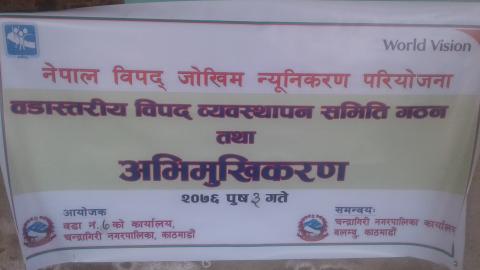 World Vision
नेपाल विपद् जोखिम न्यूनिकरण परियोजना
वडास्तरीय विपद व्यवस्थापन समिति गठन
तथा
अभिमुखिकरण
२०७६ पुष ३ गते
आयोजक
वडा नं. ६ को कार्यालय,
चन्द्रागिरी नगरपालिका, काठमाडौं
समन्वयः
चन्द्रागिरी नगरपालिका कार्यालय
बलम्बु, काठमाडौं